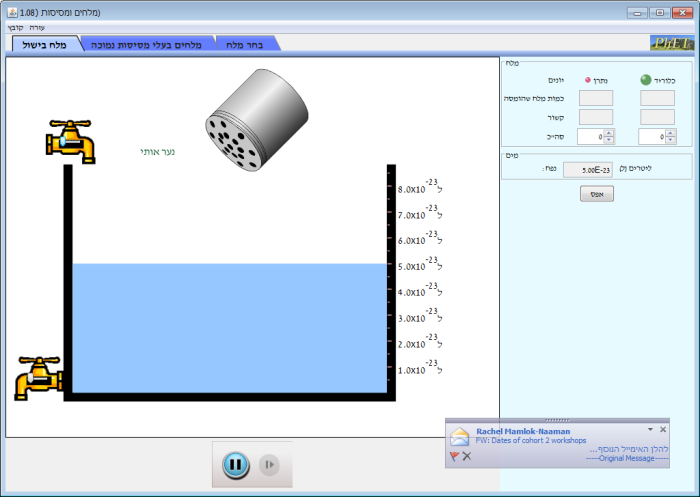 (מלחים ומסיסות (1.08
קובץ עזרה
מלח בישול
מלחים בעלי מסיסות נמוכה
בחר מלח
PhET
נער אותי
8.0X10-23 ל
7.0X10-23 ל
6.0X10-23 ל
5.0X10-23 ל
4.0X10-23 ל
3.0X10-23 ל
2.0X10-23 ל
1.0X10-23 ל
מלח
יונים נתרן כלוריד
כמות מלח שהומסה
קשור
סה״כ 0 0
מים
נפח: 5.00E-23 ליטרים (ל)
אפס
Rachel Mamlok-Naaman
FW: Dates of cohort 2 workshops
להלן האימייל הנוסף...
-----Original Message-----